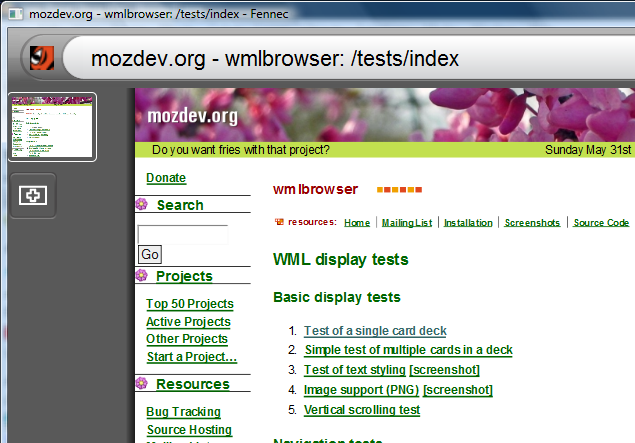 mozdev.org - wmlbrowser: /tests/index - Fennec
mozdev.org - wmlbrowser: /tests/index
mozdev.org
Do you want fries with that project? Sunday May 31st
Donate
Search
Go
Projects
Top 50 Projects
Active Projects
Other Projects
Start a Project...
Resources
Bug Tracking
Source Hosting
wmlbrowser
resources: Home | Mailing List | Installation | Screenshots | Source Code
WML display tests
Basic display tests
1. Test of a single card deck
2. Simple test of multiple cards in a deck
3. Test of text styling [screenshot]
4. Image support (PNG) [screenshot]
5. Vertical scrolling test